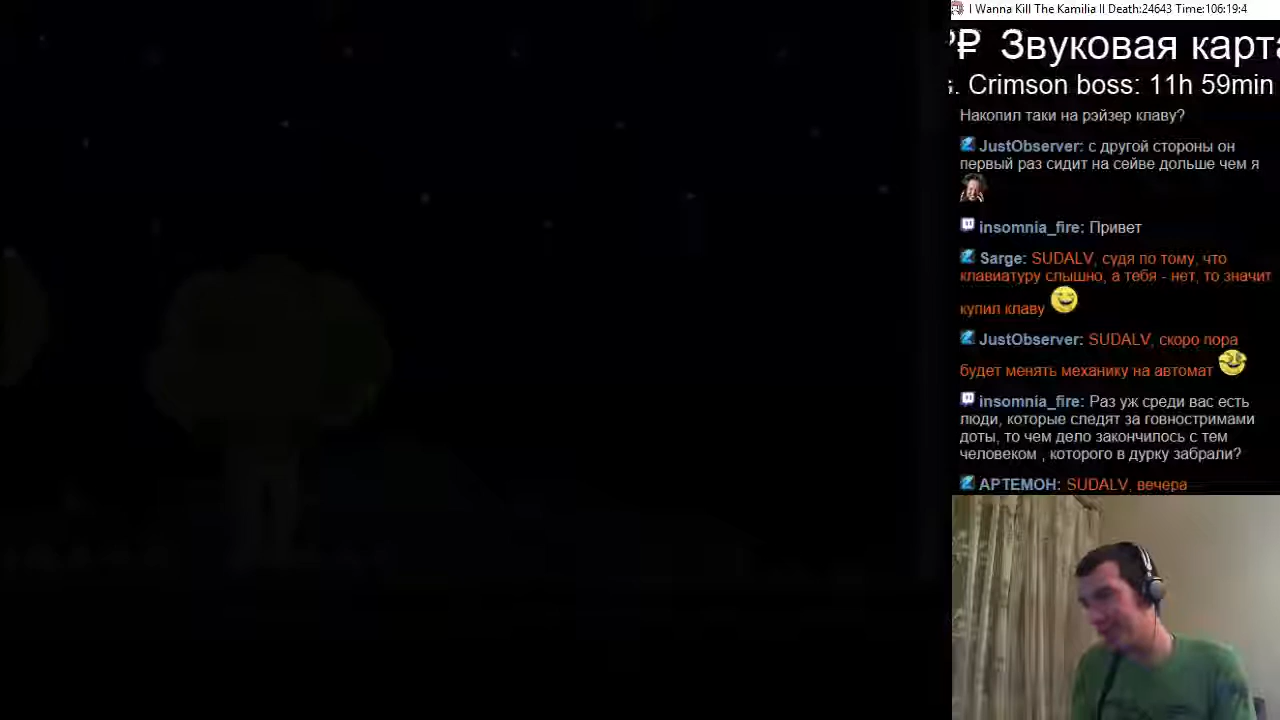 I Wanna Kill The Kamilia II Death:24643 Time:106:19:4
₽ Звуковая карта
. Crimson boss: 11h 59min
Накопил таки на рэйзер клаву?
JustObserver: с другой стороны он
первый раз сидит на сейве дольше чем я
insomnia_fire: Привет
Sarge: SUDALV, судя по тому, что
клавиатуру слышно, а тебя - нет, то значит
купил клаву
JustObserver: SUDALV, скоро пора
будет менять механику на автомат
insomnia_fire: Раз уж среди вас есть
люди, которые следят за говностримами
доты, то чем дело закончилось с тем
человеком , которого в дурку забрали?
АРТЕМОН: SUDALV, вечера